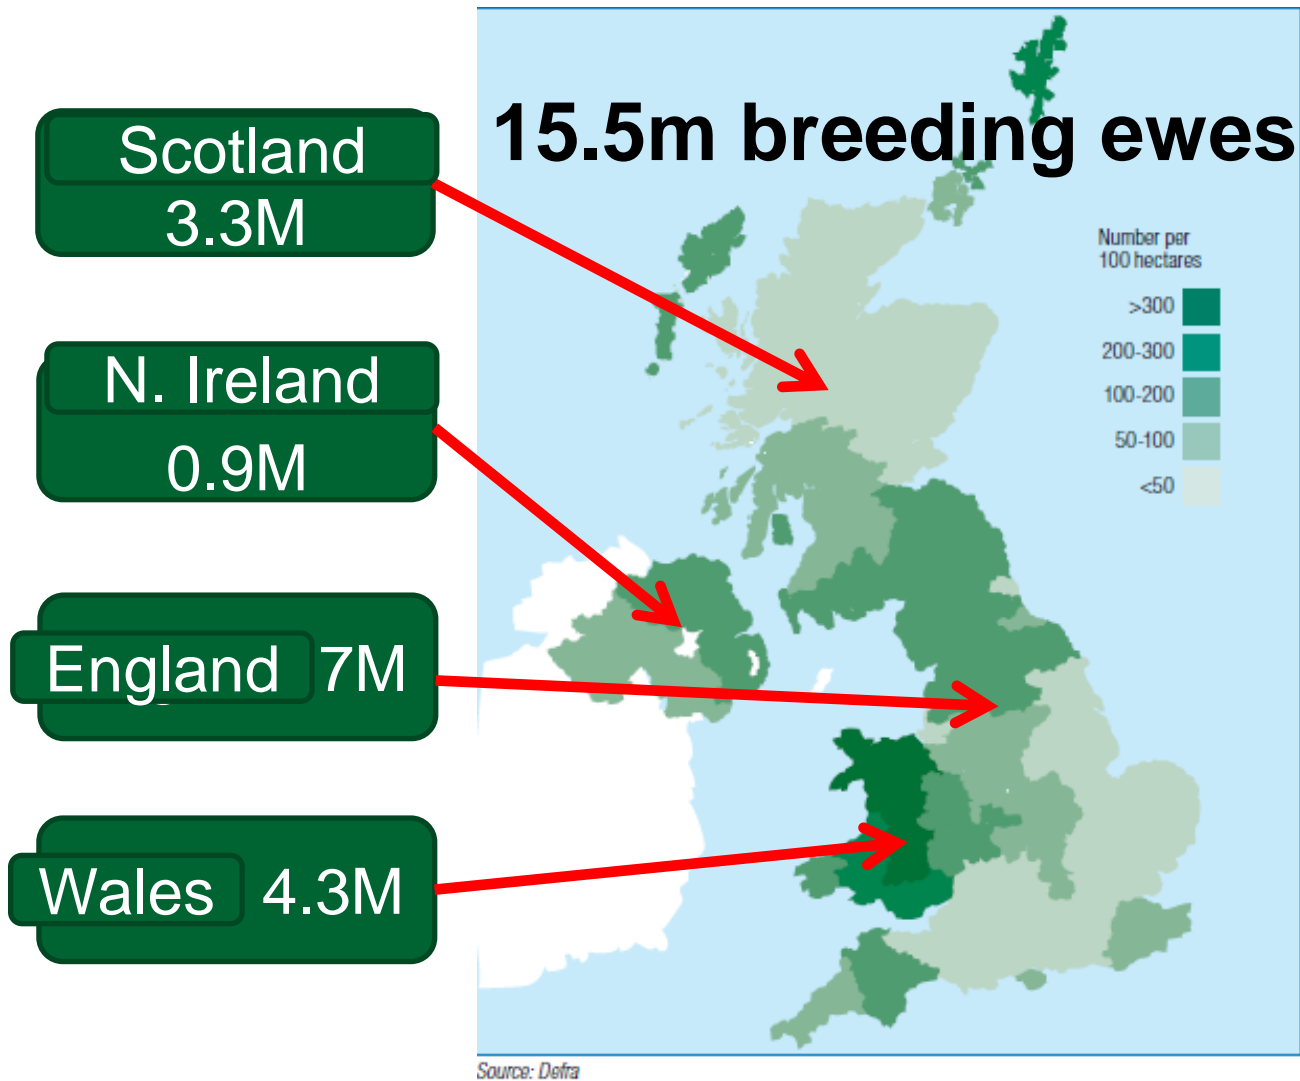 15.5m breeding ewes
Scotland
3.3M
N. Ireland
0.9M
England 7M
Wales 4.3M
Number per
100 hectares
>300
200-300
100-200
50-100
<50
Source: Defra